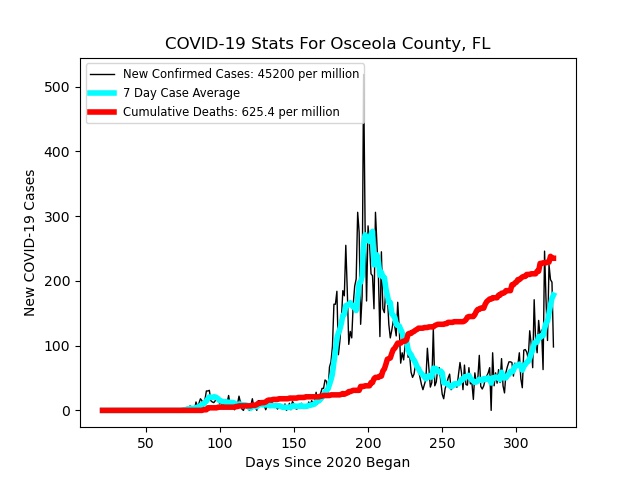 COVID-19 Stats For Osceola County, FL
New Confirmed Cases: 45200 per million
7 Day Case Average
Cumulative Deaths: 625.4 per million
New COVID-19 Cases
500
400
300
200
100
0
50
100
150
200
250
300
Days Since 2020 Began